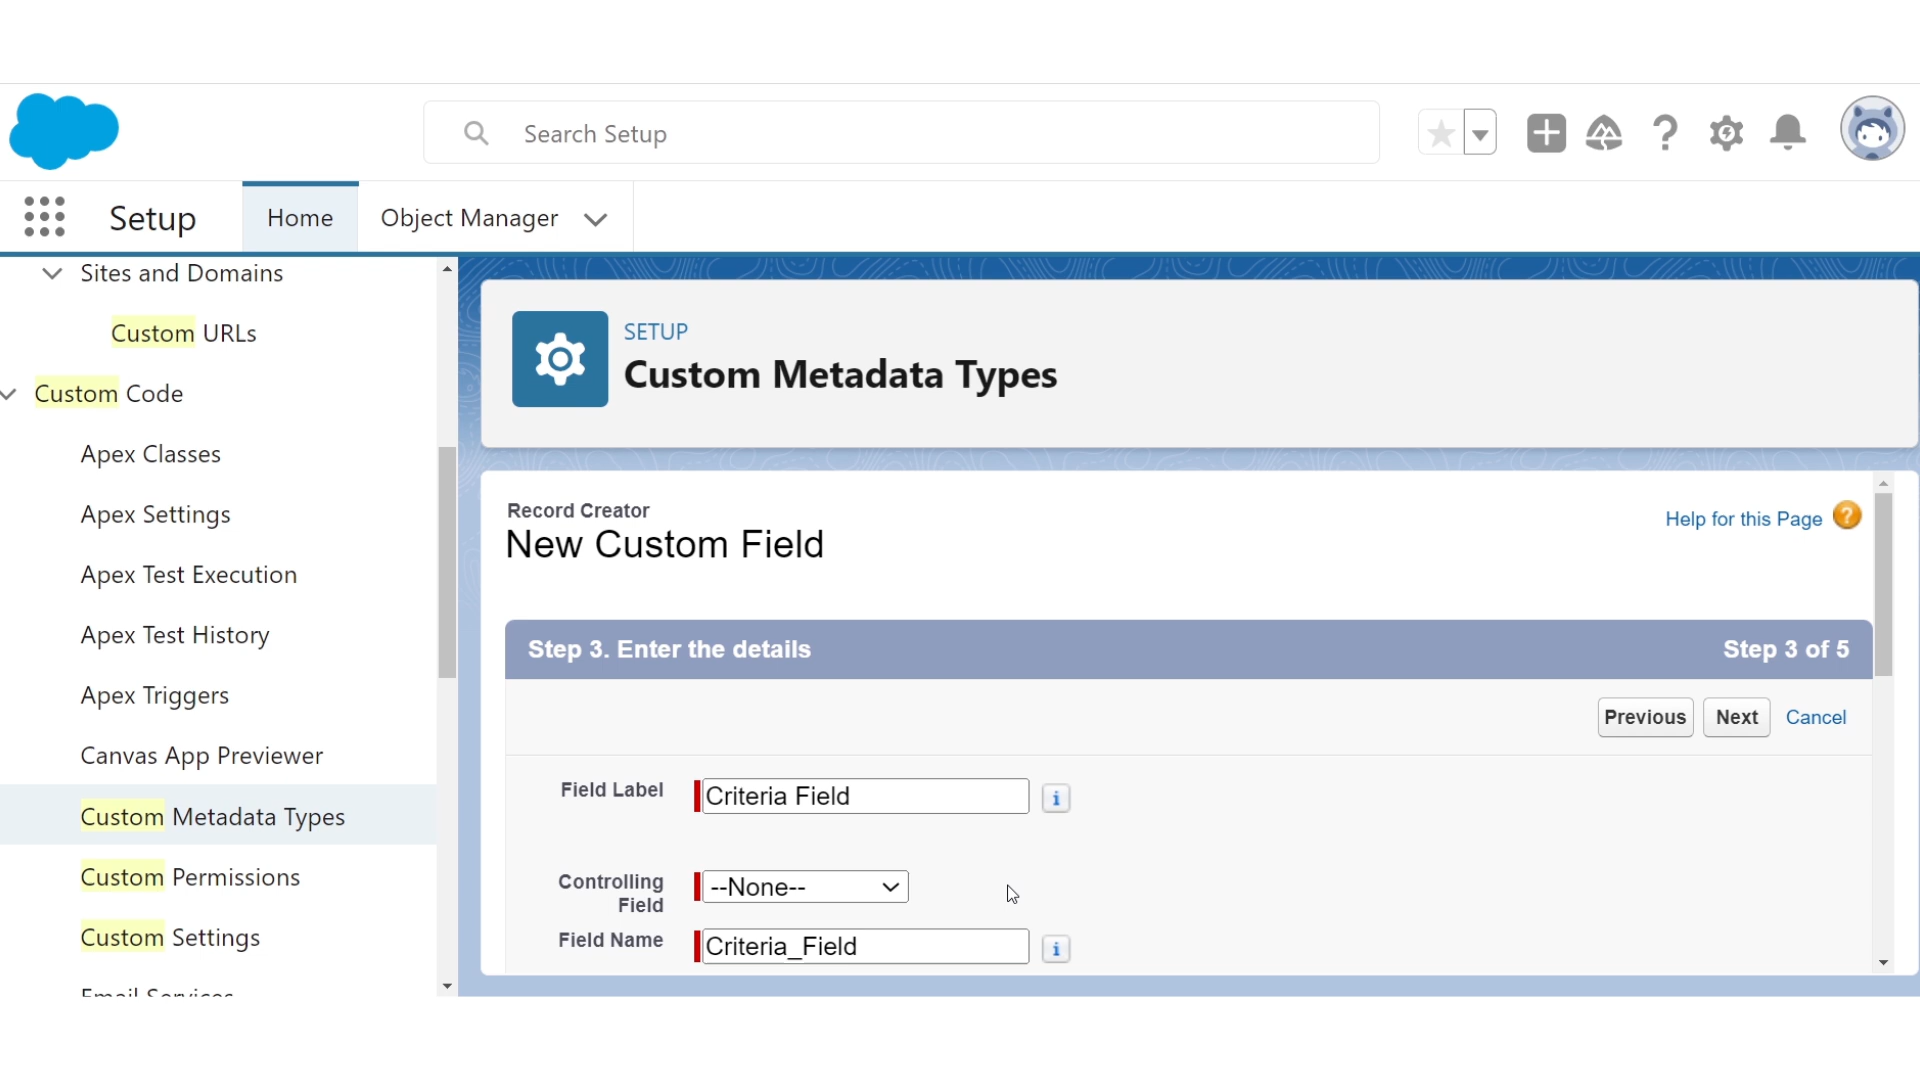 Search Setup
Setup
Home
Object Manager
Sites and Domains
Custom URLs
Custom Code
Apex Classes
Apex Settings
Apex Test Execution
Apex Test History
Apex Triggers
Canvas App Previewer
Custom Metadata Types
Custom Permissions
Custom Settings
Email Services
SETUP
Custom Metadata Types
Record Creator
New Custom Field
Help for this Page
Step 3. Enter the details
Step 3 of 5
Previous
Next
Cancel
Field Label
Criteria Field
Controlling
Field
--None--
Field Name
Criteria_Field